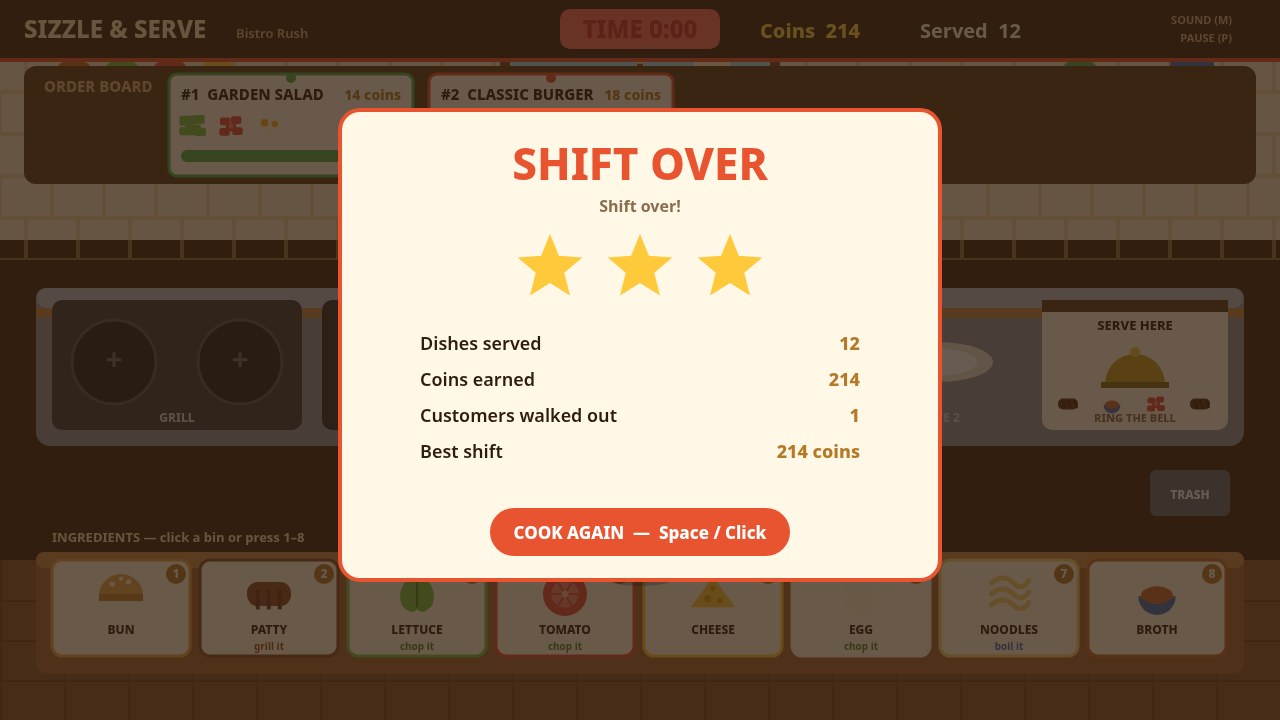 SIZZLE & SERVE
Bistro Rush
TIME 0:00
Coins 214
Served 12
SOUND (M)
PAUSE (P)
ORDER BOARD
#1 GARDEN SALAD 14 coins
#2 CLASSIC BURGER 18 coins
SHIFT OVER
Shift over!
Dishes served 12
Coins earned 214
Customers walked out 1
Best shift 214 coins
COOK AGAIN — Space / Click
+ +
GRILL
E 2
SERVE HERE
RING THE BELL
TRASH
INGREDIENTS — click a bin or press 1–8
1 BUN
2 PATTY
grill it
LETTUCE
chop it
TOMATO
chop it
CHEESE
EGG
chop it
7 NOODLES
boil it
8 BROTH